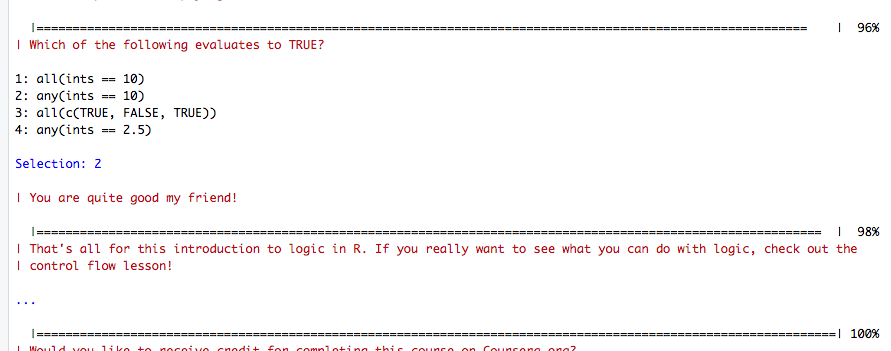 |=========================================================================================================== | 96%
| Which of the following evaluates to TRUE?
1: all(ints == 10)
2: any(ints == 10)
3: all(c(TRUE, FALSE, TRUE))
4: any(ints == 2.5)
Selection: 2
| You are quite good my friend!
|============================================================================================================= | 98%
| That's all for this introduction to logic in R. If you really want to see what you can do with logic, check out the
| control flow lesson!
...
|===============================================================================================================| 100%
| Would you like to receive credit for completing this course on Coursera.org?